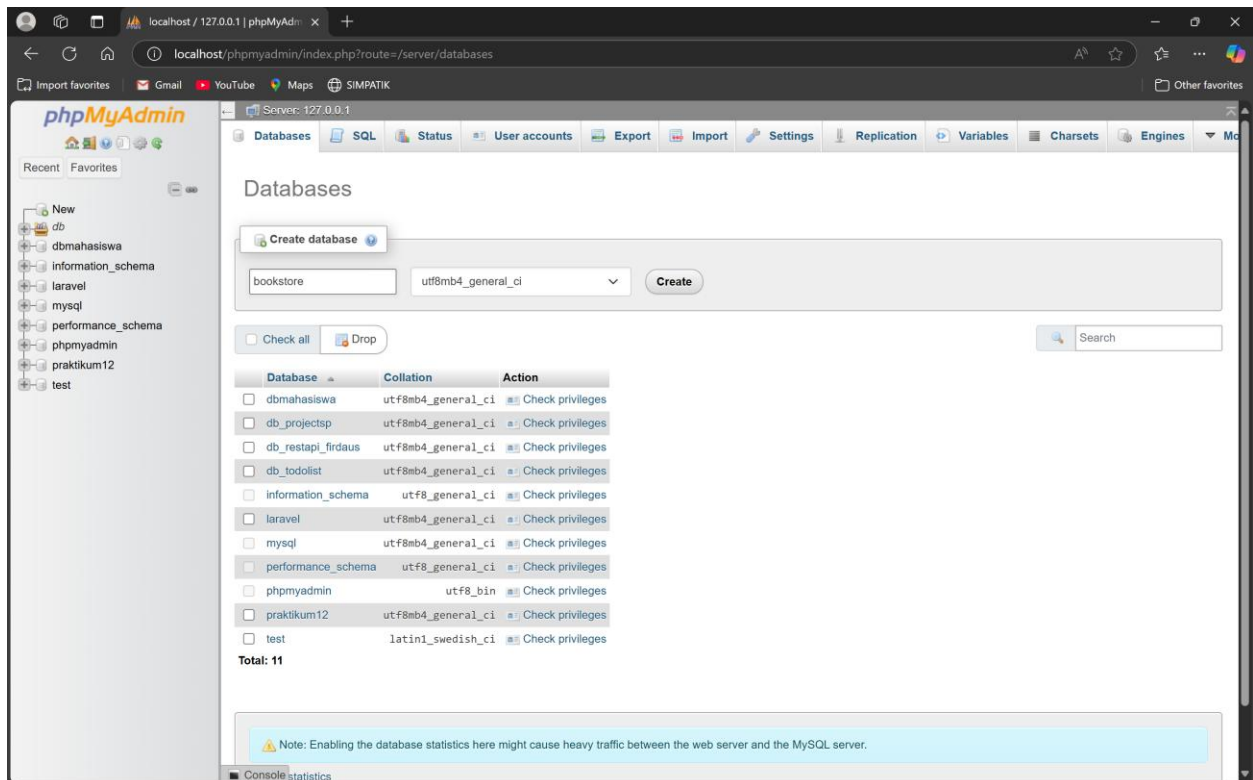 localhost / 127.0.0.1 | phpMyAdm
localhost/phpmyadmin/index.php?route=/server/databases
Import favorites Gmail YouTube Maps SIMPATIK Other favorites
phpMyAdmin
Recent Favorites
New
db
dbmahasiswa
information_schema
laravel
mysql
performance_schema
phpmyadmin
praktikum12
test
Server: 127.0.0.1
Databases SQL Status User accounts Export Import Settings Replication Variables Charsets Engines Mo
Databases
Create database
bookstore utf8mb4_general_ci Create
Check all Drop Search
Database Collation Action
dbmahasiswa utf8mb4_general_ci Check privileges
db_projectsp utf8mb4_general_ci Check privileges
db_restapi_firdaus utf8mb4_general_ci Check privileges
db_todolist utf8mb4_general_ci Check privileges
information_schema utf8_general_ci Check privileges
laravel utf8mb4_general_ci Check privileges
mysql utf8mb4_general_ci Check privileges
performance_schema utf8_general_ci Check privileges
phpmyadmin utf8_bin Check privileges
praktikum12 utf8mb4_general_ci Check privileges
test latin1_swedish_ci Check privileges
Total: 11
Note: Enabling the database statistics here might cause heavy traffic between the web server and the MySQL server.
Console statistics